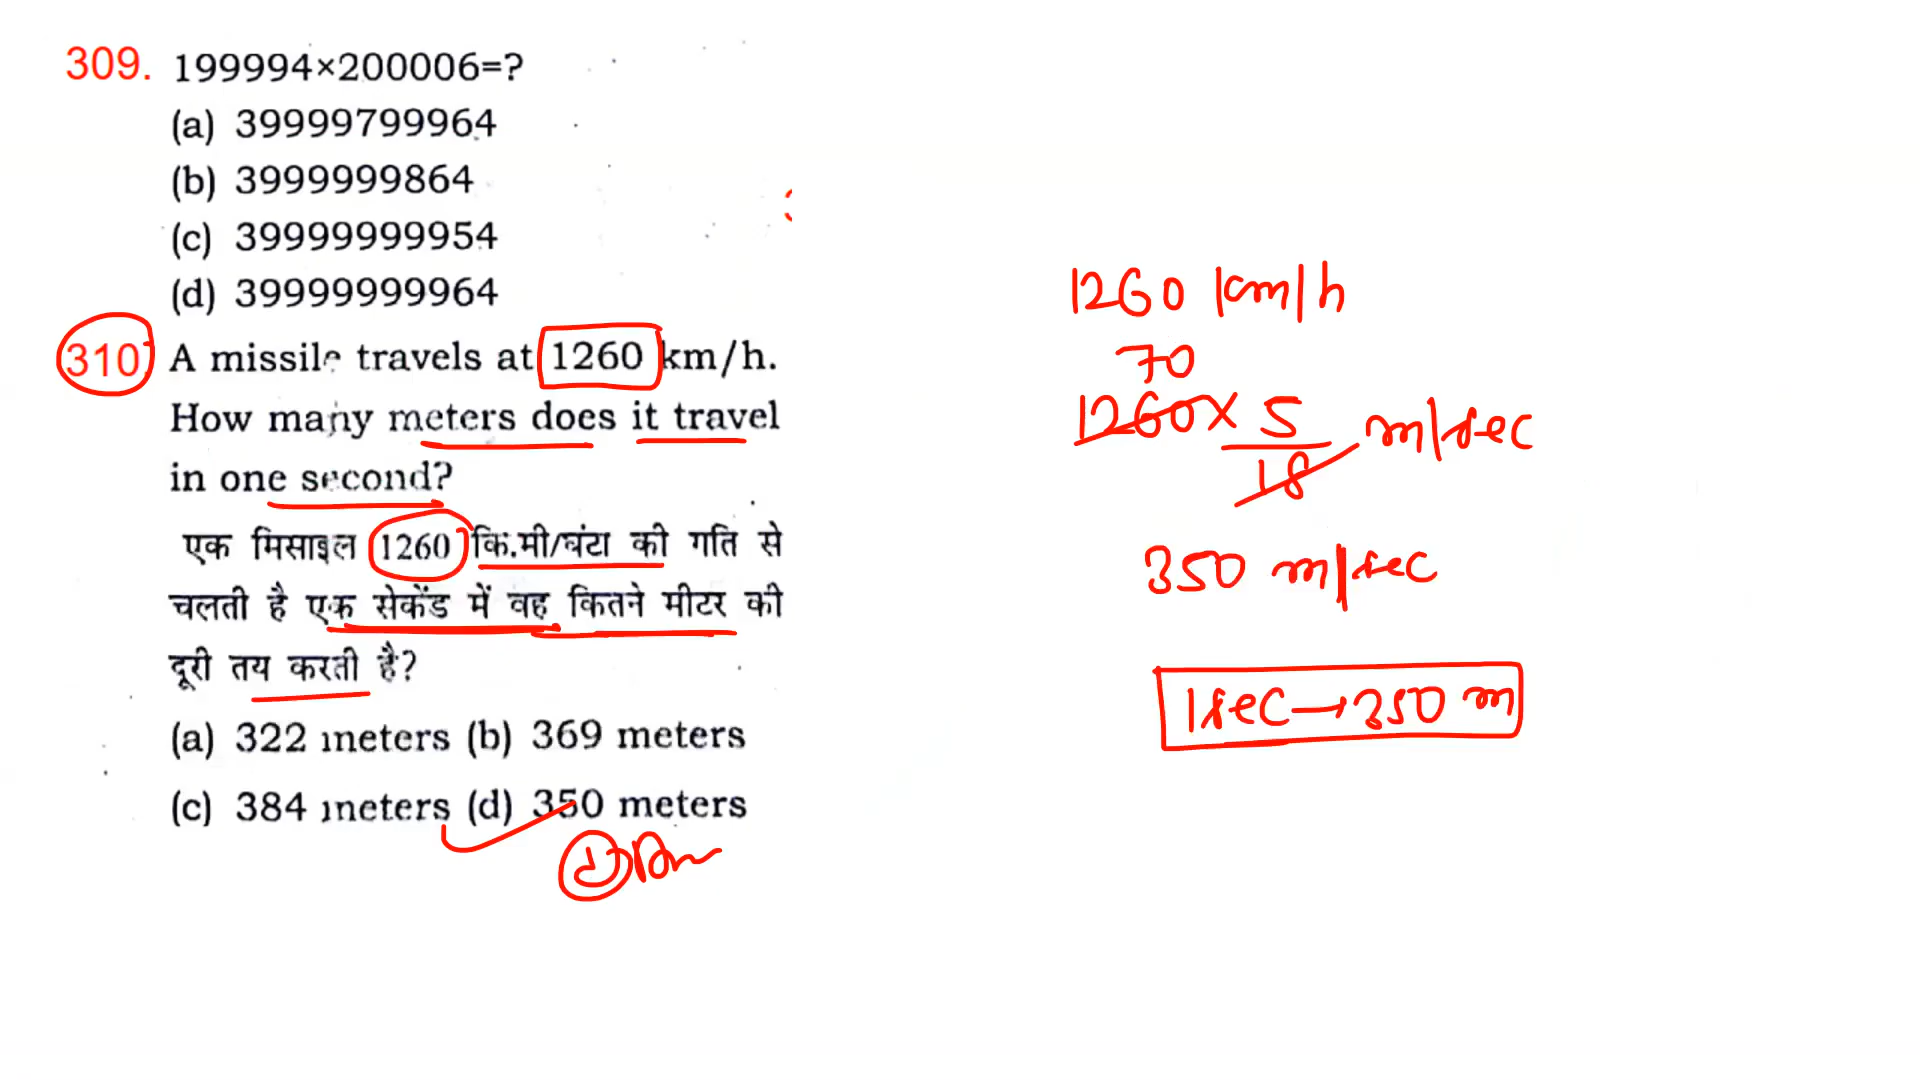 309. 199994×200006=?
(a) 39999799964
(b) 3999999864
(c) 39999999954
(d) 39999999964
310. A missile travels at 1260 km/h.
How many meters does it travel
in one second?
एक मिसाइल 1260 कि.मी/घंटा की गति से
चलती है एक सेकेंड में वह कितने मीटर की
दूरी तय करती है?
(a) 322 meters (b) 369 meters
(c) 384 meters (d) 350 meters
1260 km/h
70
1260 × 5 m/sec
18
350 m/sec
1 sec → 350 m